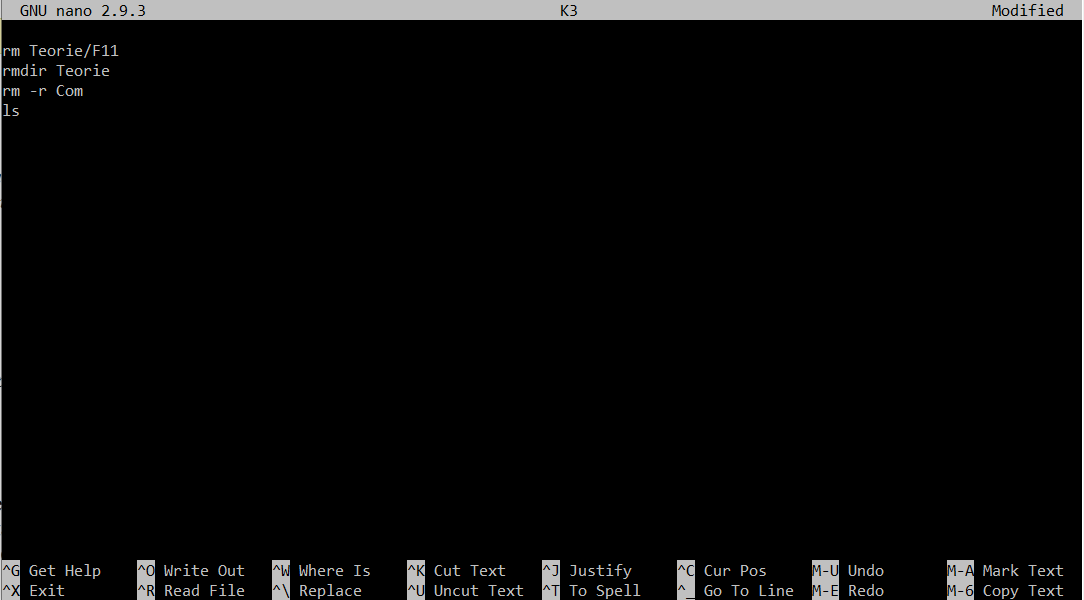 GNU nano 2.9.3 K3 Modified
rm Teorie/F11
rmdir Teorie
rm -r Com
ls
^G Get Help ^O Write Out ^W Where Is ^K Cut Text ^J Justify ^C Cur Pos M-U Undo M-A Mark Text
^X Exit ^R Read File ^\ Replace ^U Uncut Text ^T To Spell ^_ Go To Line M-E Redo M-6 Copy Text